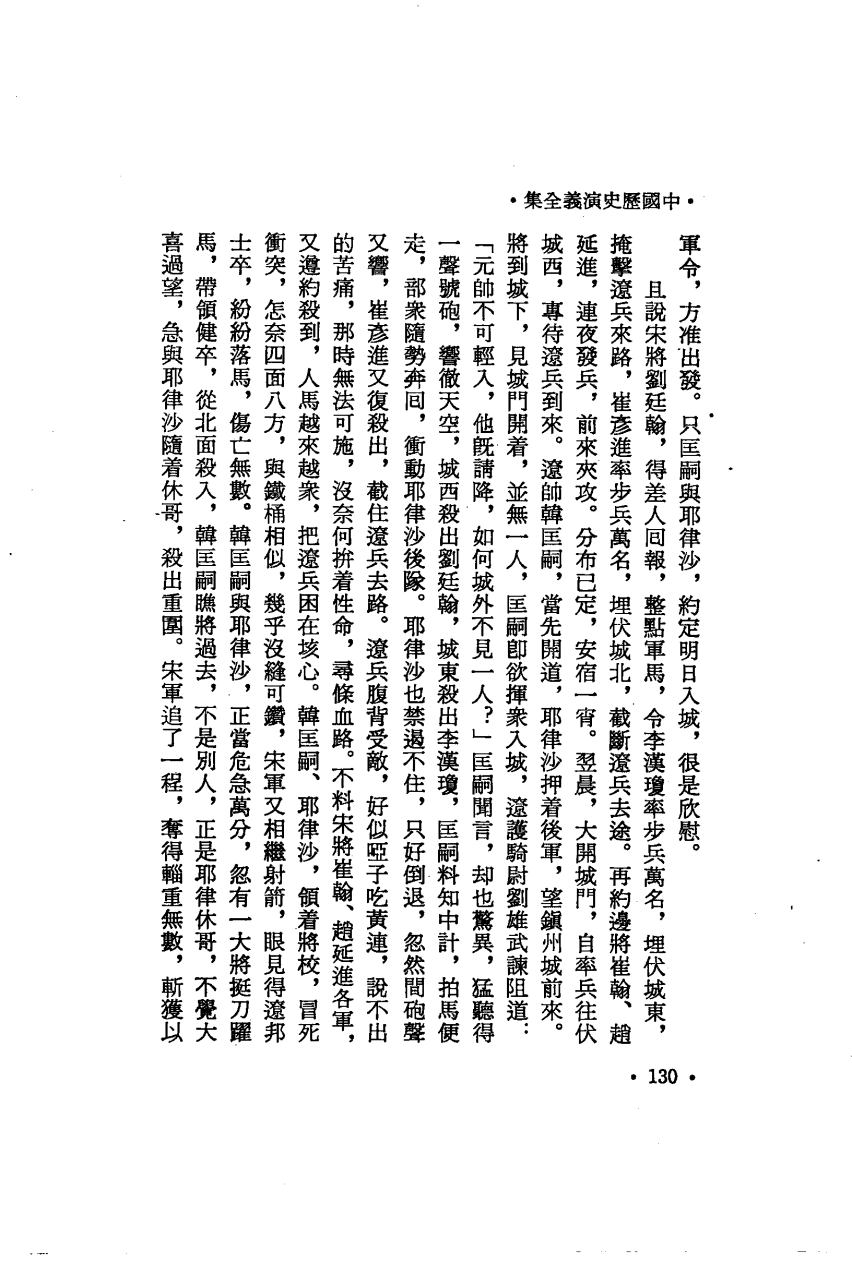 ·中國歷史演義全集·
軍令，方准出發。只匡嗣與耶律沙，約定明日入城，很是欣慰。
且說宋將劉廷翰，得差人回報，整點軍馬，令李漢瓊率步兵萬名，埋伏城東，
掩擊遼兵來路，崔彥進率步兵萬名，埋伏城北，截斷遼兵去途。再約邊將崔翰、趙
延進，連夜發兵，前來夾攻。分布已定，安宿一宵。翌晨，大開城門，自率兵往伏
城西，專待遼兵到來。遼帥韓匡嗣，當先開道，耶律沙押着後軍，望鎮州城前來。
將到城下，見城門開着，並無一人，匡嗣卽欲揮衆入城，遼護騎尉劉雄武諫阻道：
「元帥不可輕入，他旣請降，如何城外不見一人？」匡嗣聞言，却也驚異，猛聽得
一聲號砲，響徹天空，城西殺出劉廷翰，城東殺出李漢瓊，匡嗣料知中計，拍馬便
走，部衆隨勢奔回，衝動耶律沙後隊。耶律沙也禁遏不住，只好倒退，忽然間砲聲
又響，崔彥進又復殺出，截住遼兵去路。遼兵腹背受敵，好似啞子吃黃連，說不出
的苦痛，那時無法可施，沒奈何拚着性命，尋條血路。不料宋將崔翰、趙延進各軍，
又遵約殺到，人馬越來越衆，把遼兵困在垓心。韓匡嗣、耶律沙，領着將校，冒死
衝突，怎奈四面八方，與鐵桶相似，幾乎沒縫可鑽，宋軍又相繼射箭，眼見得遼邦
士卒，紛紛落馬，傷亡無數。韓匡嗣與耶律沙，正當危急萬分，忽有一大將挺刀躍
馬，帶領健卒，從北面殺入，韓匡嗣瞧將過去，不是別人，正是耶律休哥，不覺大
喜過望，急與耶律沙隨着休哥，殺出重圍。宋軍追了一程，奪得輜重無數，斬獲以
·130·